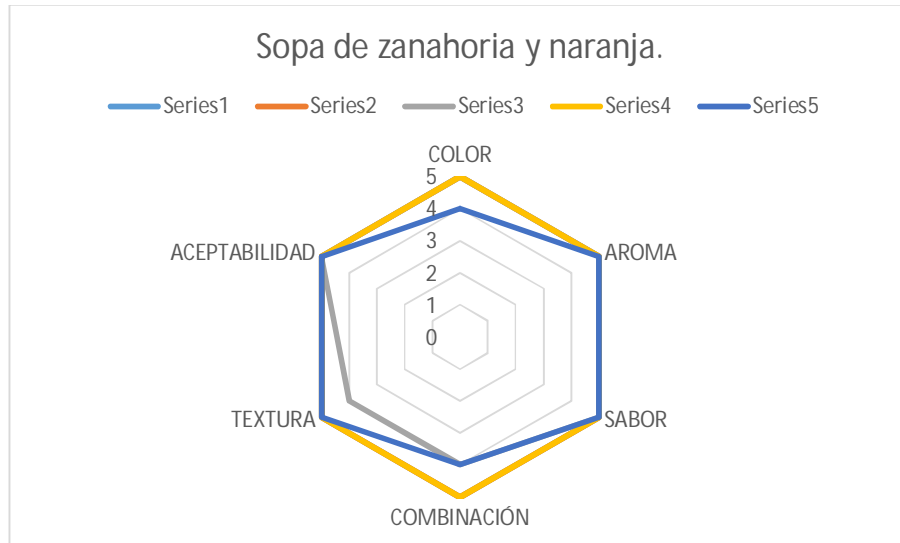 Sopa de zanahoria y naranja.
Series1 Series2 Series3 Series4 Series5
COLOR
5
4
ACEPTABILIDAD AROMA
3
2
1
0
TEXTURA SABOR
COMBINACIÓN